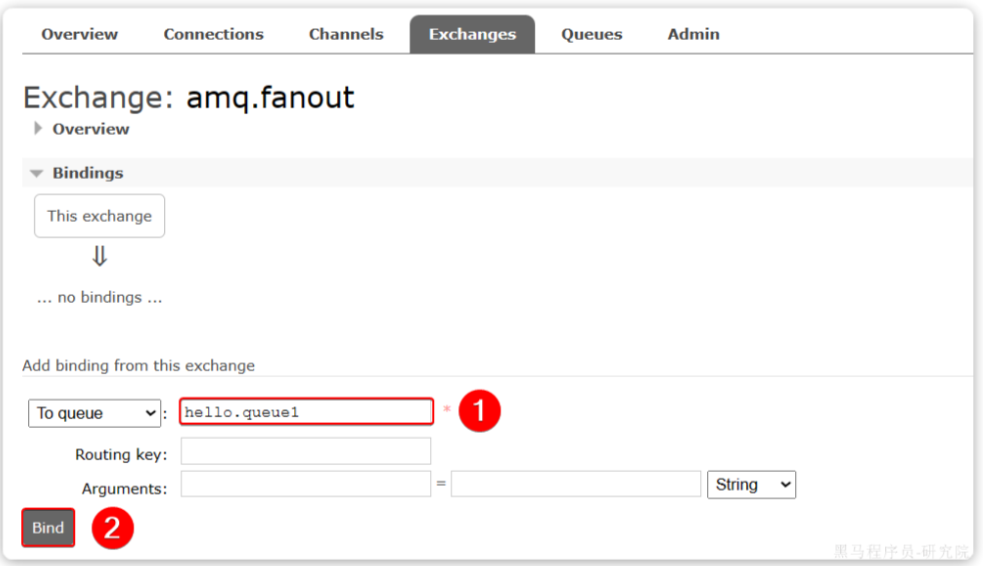 Overview Connections Channels Exchanges Queues Admin
Exchange: amq.fanout
Overview
Bindings
This exchange
⇓
... no bindings ...
Add binding from this exchange
To queue : hello.queue1 * 1
Routing key:
Arguments: = String
Bind 2
黑马程序员-研究院